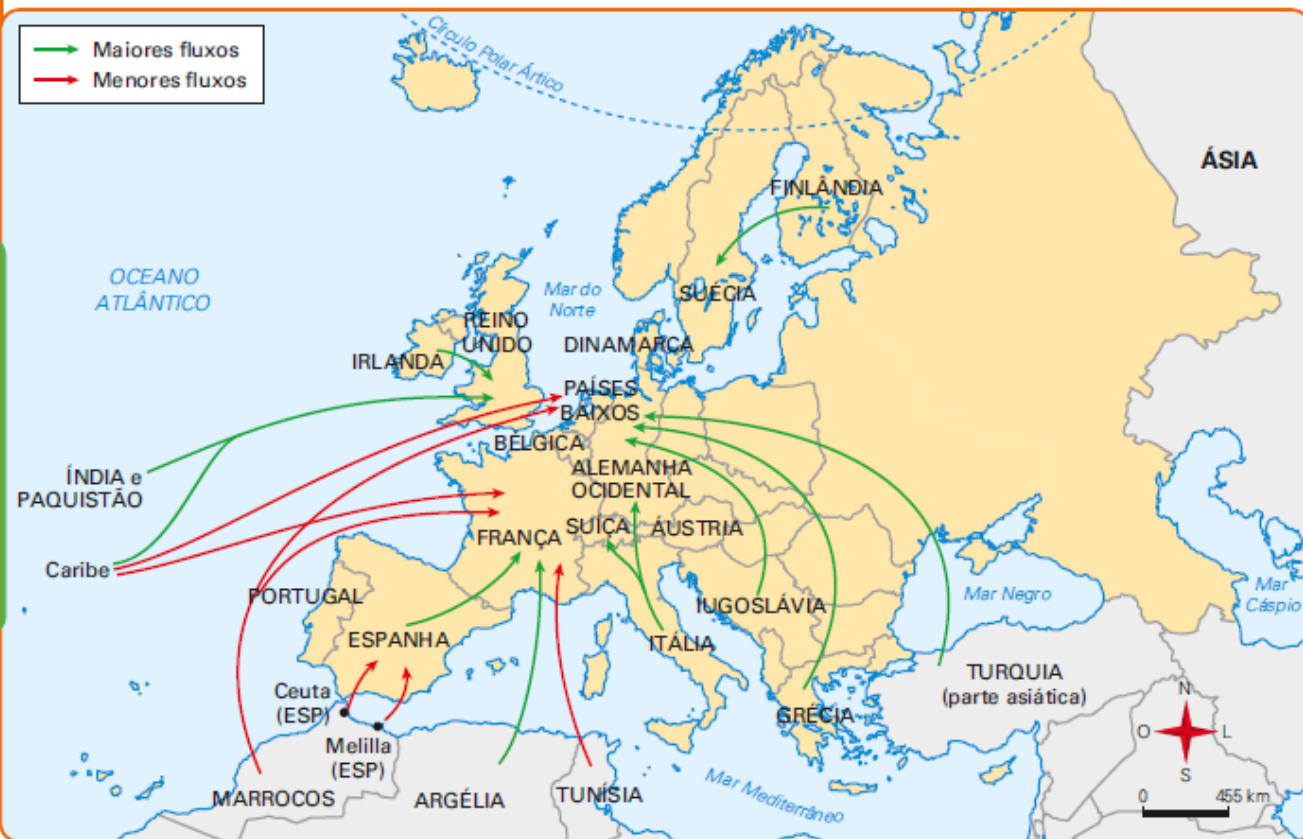 Maiores fluxos
Menores fluxos
Círculo Polar Ártico
ÁSIA
FINLÂNDIA
OCEANO
ATLÂNTICO
Mar do
Norte
SUÉCIA
REINO
UNIDO
DINAMARCA
IRLANDA
PAÍSES
BAIXOS
BÉLGICA
ÍNDIA e
PAQUISTÃO
ALEMANHA
OCIDENTAL
FRANÇA
SUÍÇA
ÁUSTRIA
Caribe
PORTUGAL
IUGOSLÁVIA
Mar Negro
Mar
Cáspio
ESPANHA
ITÁLIA
TURQUIA
(parte asiática)
Ceuta
(ESP)
GRÉCIA
Melilla
(ESP)
N
O
L
S
MARROCOS
ARGÉLIA
TUNÍSIA
Mar Mediterrâneo
0
455 km